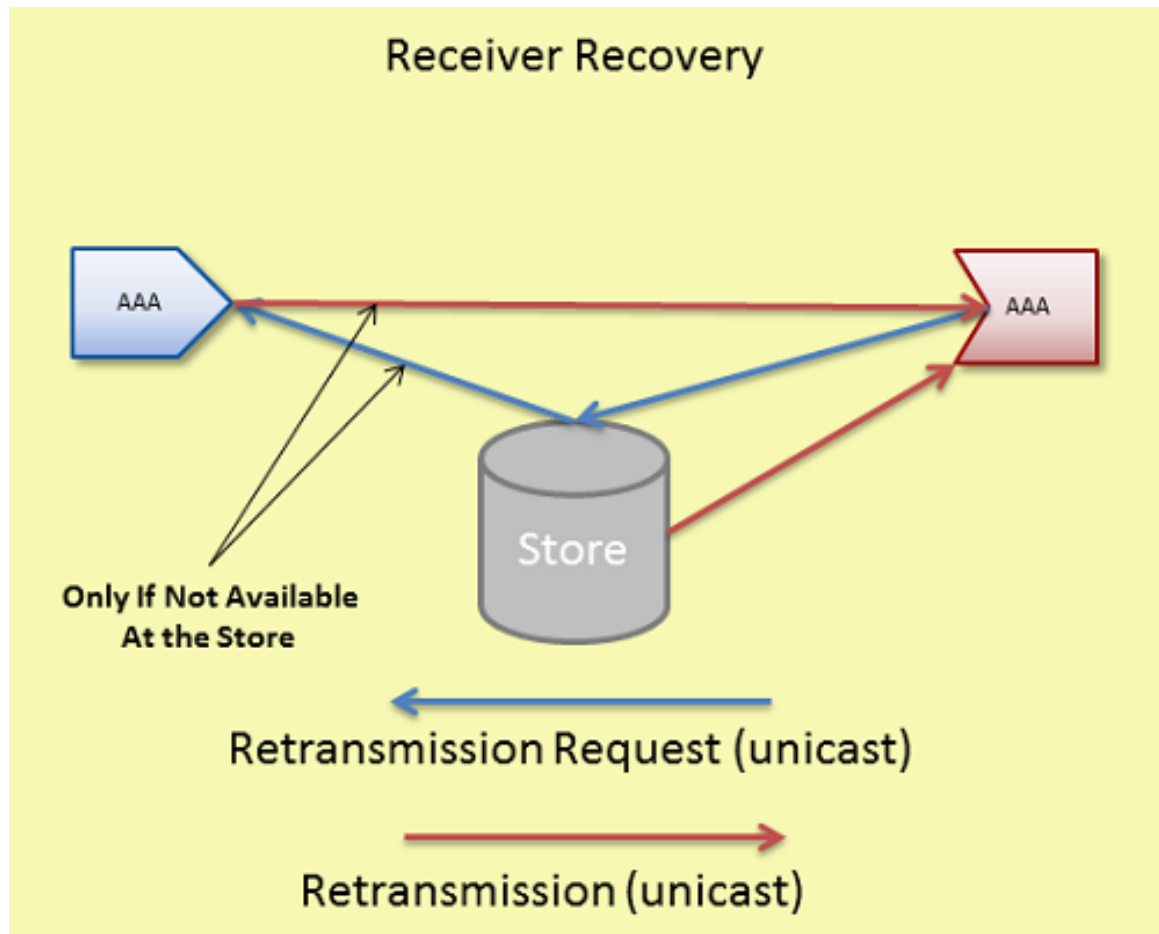 Receiver Recovery
AAA
AAA
Store
Only If Not Available
At the Store
Retransmission Request (unicast)
Retransmission (unicast)